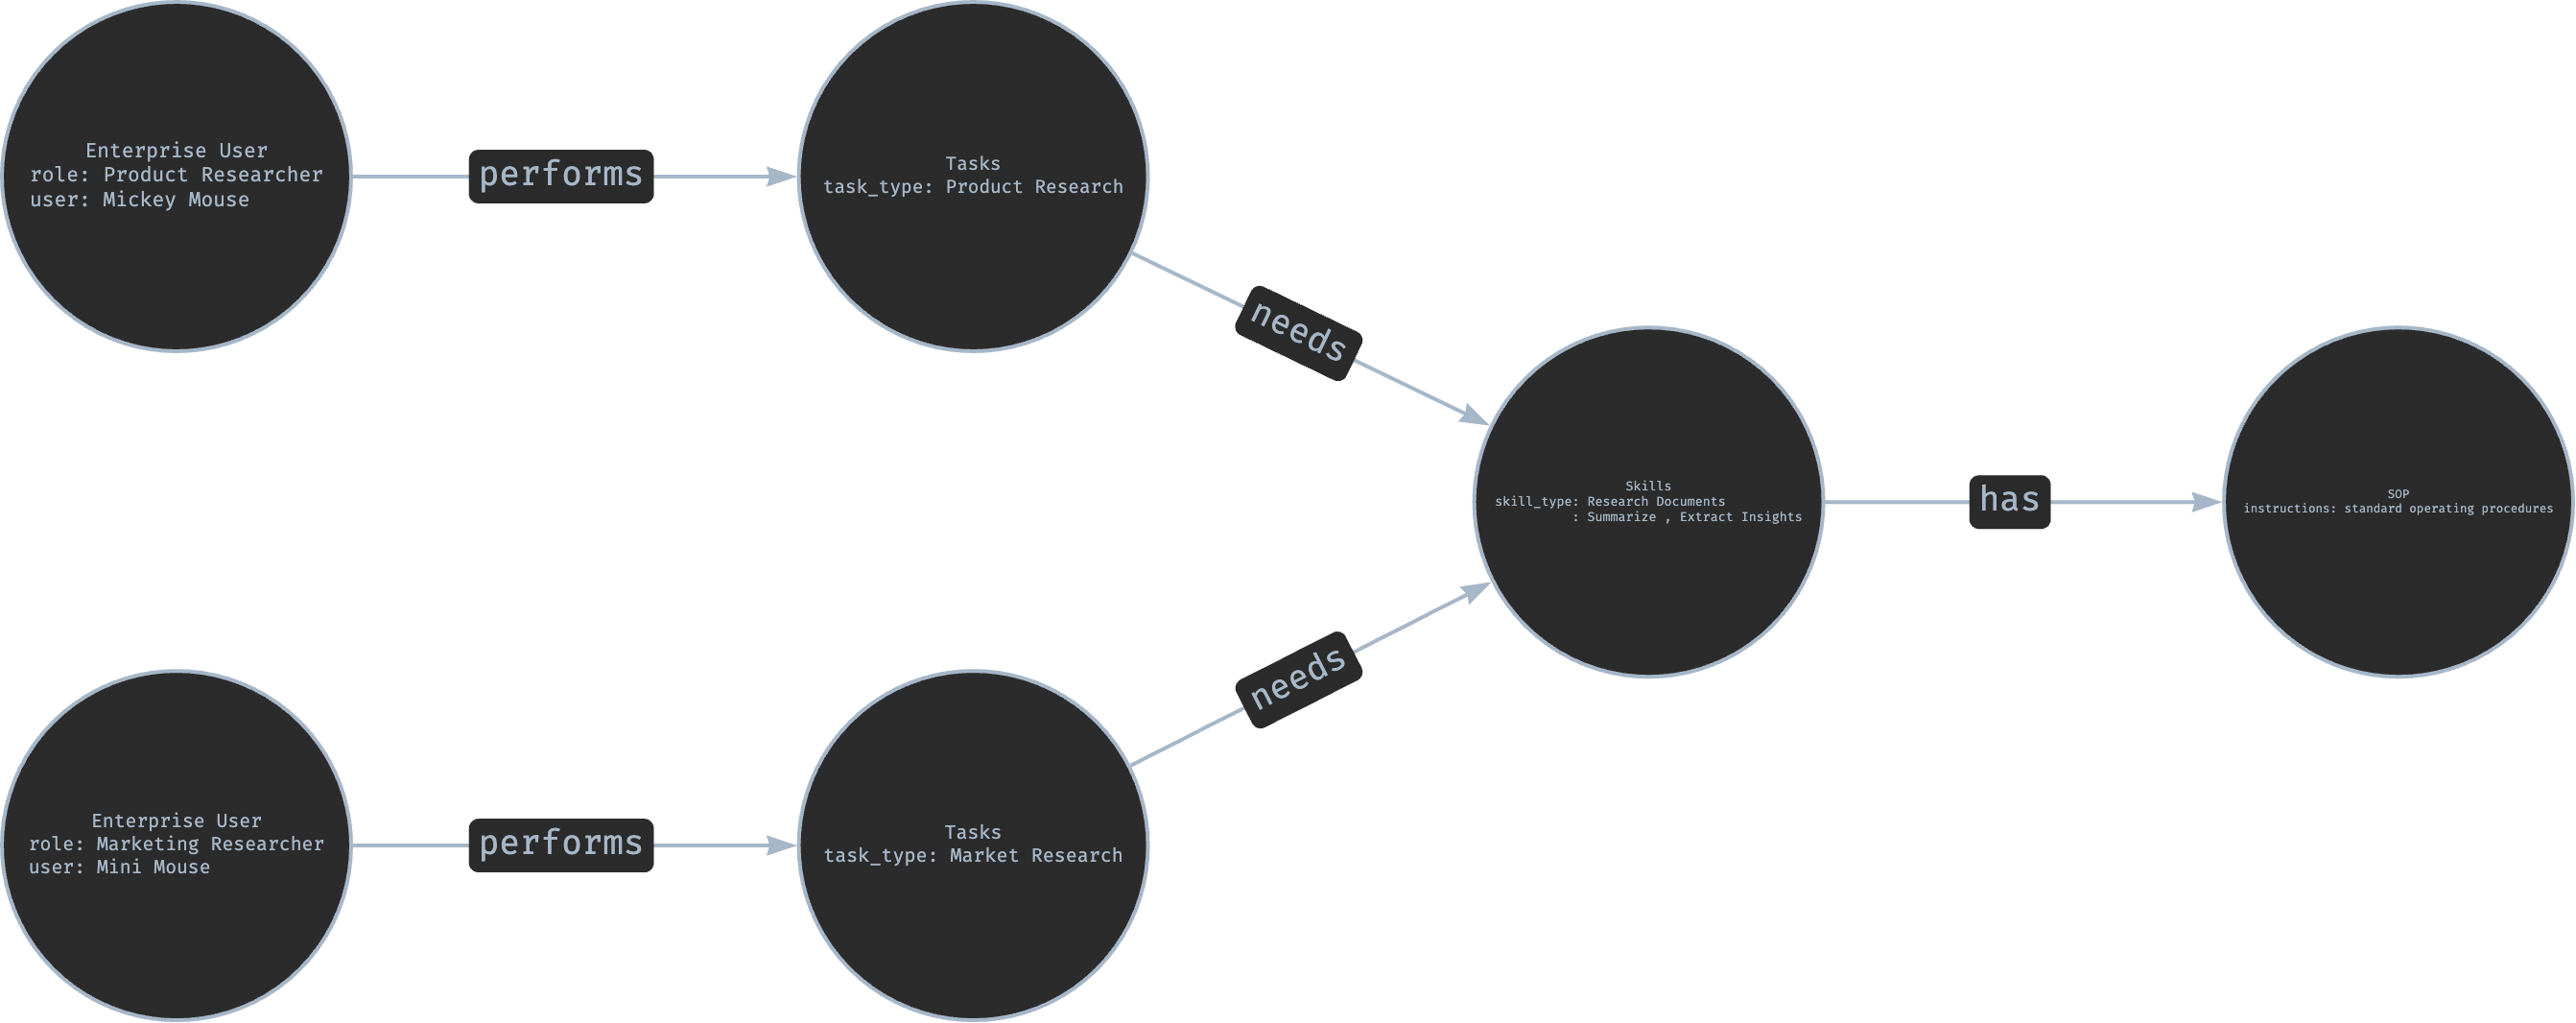 Enterprise User
role: Product Researcher
user: Mickey Mouse
performs
Tasks
task_type: Product Research
needs
Skills
skill_type: Research Documents
: Summarize , Extract Insights
has
SOP
instructions: standard operating procedures
needs
Enterprise User
role: Marketing Researcher
user: Mini Mouse
performs
Tasks
task_type: Market Research